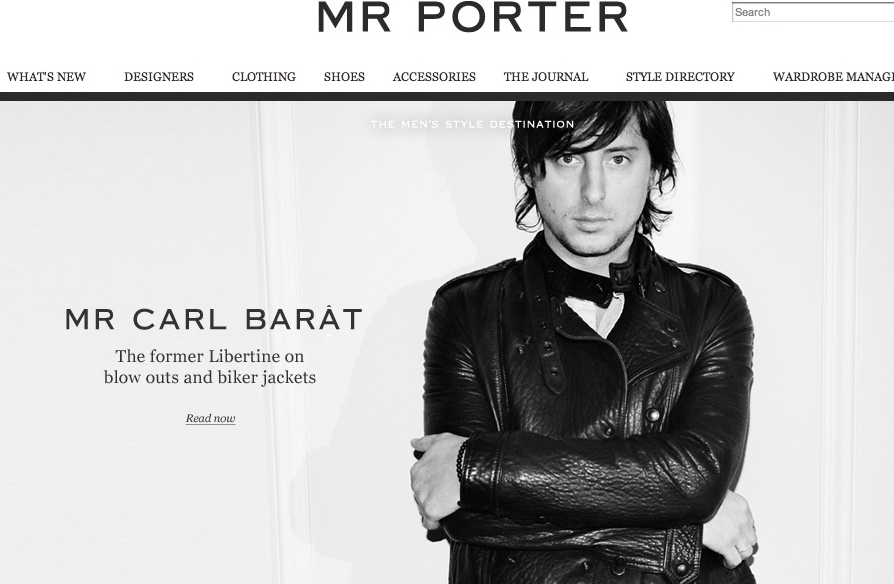 MR PORTER
Search
WHAT'S NEW DESIGNERS CLOTHING SHOES ACCESSORIES THE JOURNAL STYLE DIRECTORY WARDROBE MANAG
THE MEN'S STYLE DESTINATION
MR CARL BARÂT
The former Libertine on
blow outs and biker jackets
Read now